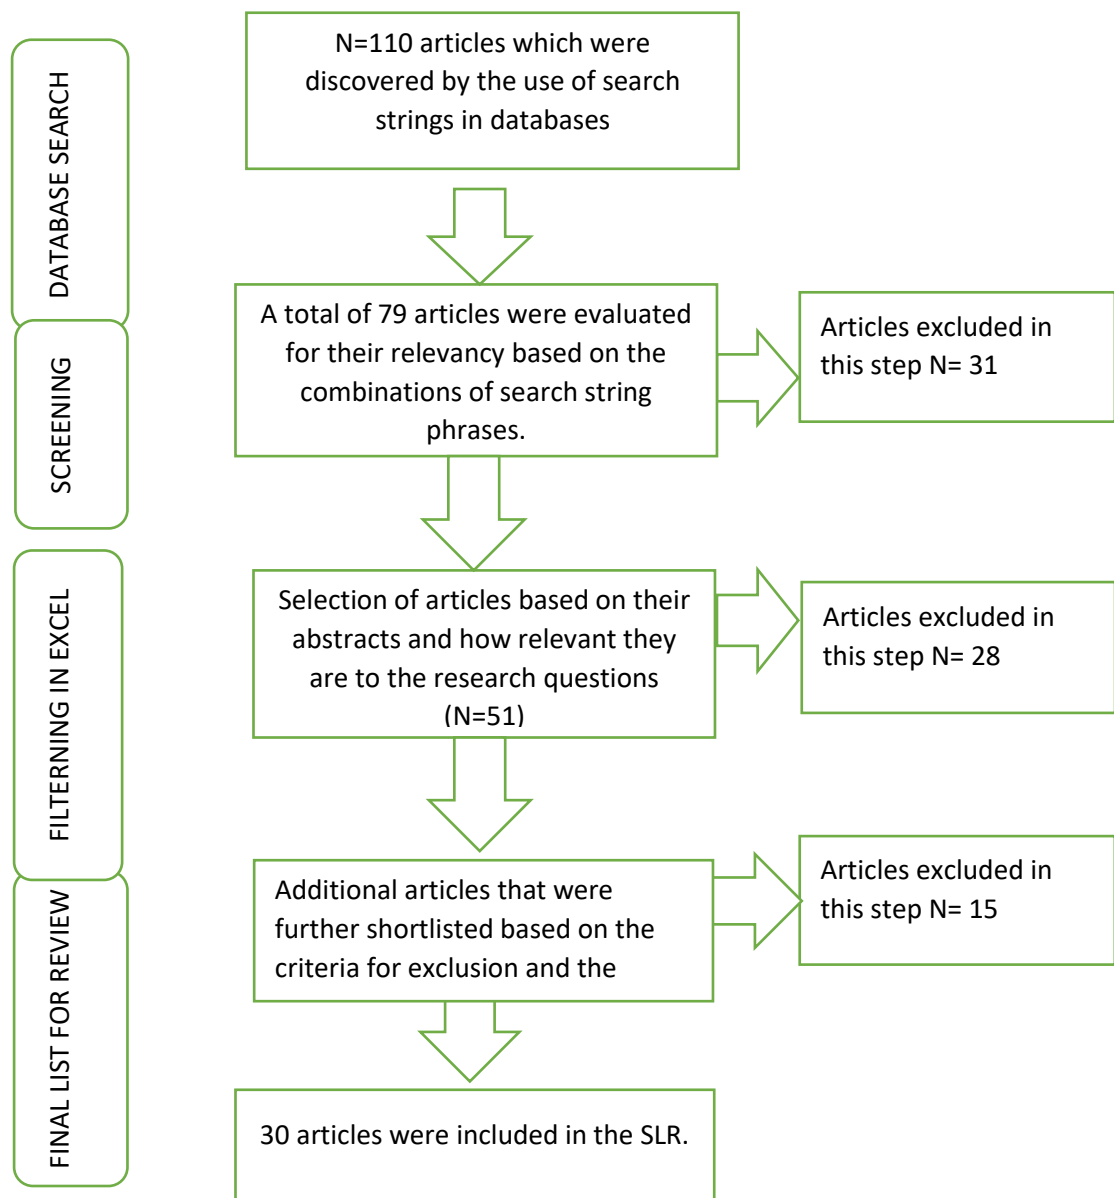 DATABASE SEARCH
N=110 articles which were
discovered by the use of search
strings in databases
SCREENING
A total of 79 articles were evaluated
for their relevancy based on the
combinations of search string
phrases.
Articles excluded in
this step N= 31
FILTERNING IN EXCEL
Selection of articles based on their
abstracts and how relevant they
are to the research questions
(N=51)
Articles excluded in
this step N= 28
FINAL LIST FOR REVIEW
Additional articles that were
further shortlisted based on the
criteria for exclusion and the
Articles excluded in
this step N= 15
30 articles were included in the SLR.